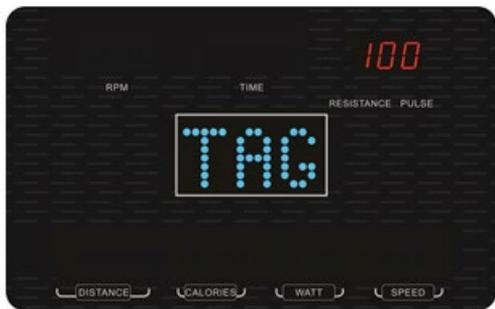 100
RPM TIME
RESISTANCE PULSE
TAG
DISTANCE CALORIES WATT SPEED